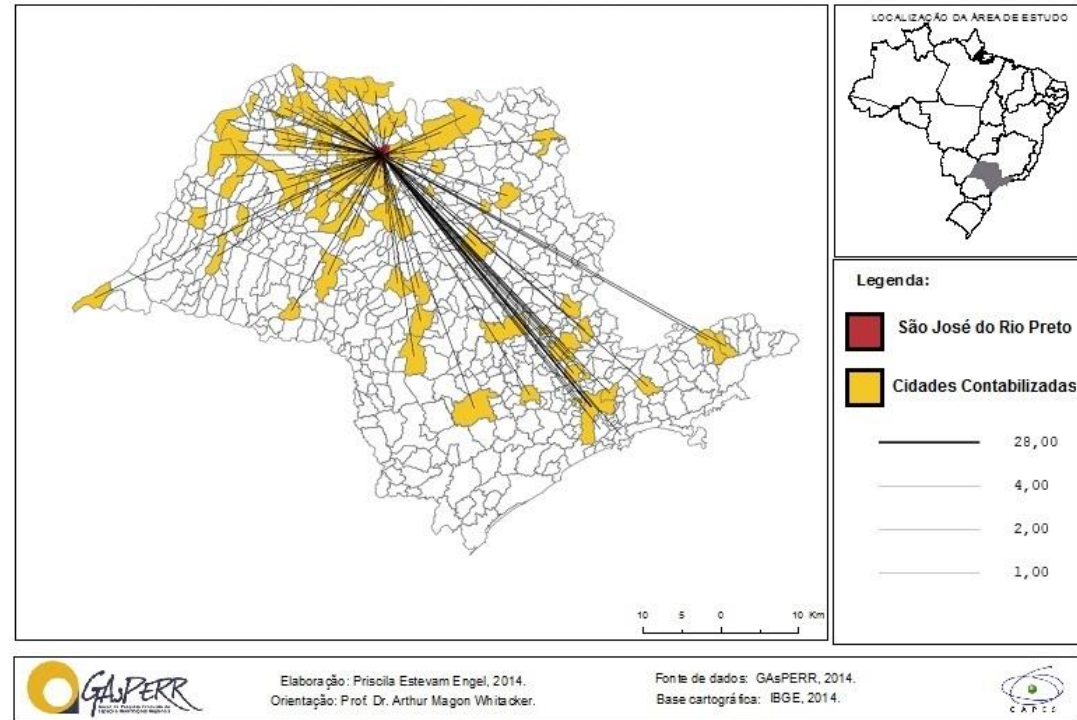 LOCALIZAÇÃO DA ÁREA DE ESTUDO
Legenda:
São José do Rio Preto
Cidades Contabilizadas
28,00
4,00
2,00
1,00
10 5 0 10 Km
GAsPERR
Elaboração: Priscila Estevam Engel, 2014.
Orientação: Prof. Dr. Arthur Magon Whitacker.
Fonte de dados: GAsPERR, 2014.
Base cartográfica: IBGE, 2014.
CAPES